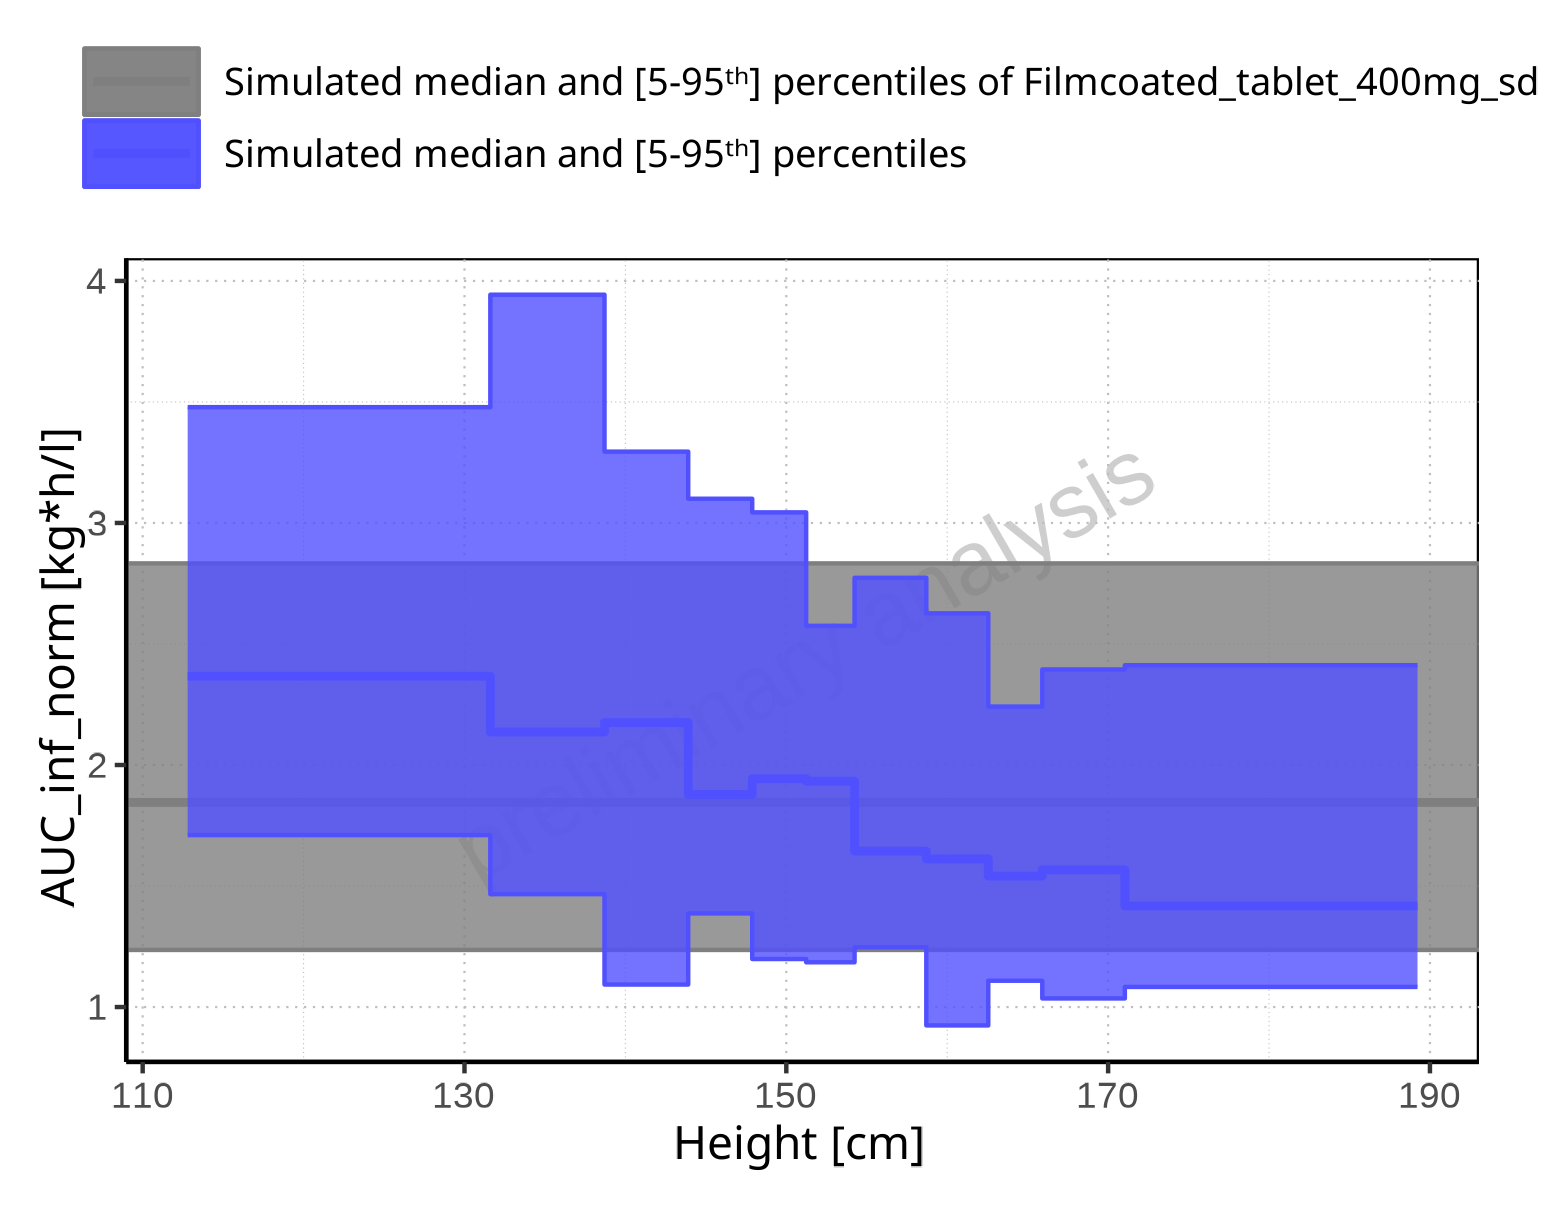 Simulated median and [5-95th] percentiles of Filmcoated_tablet_400mg_sd
Simulated median and [5-95th] percentiles
4
3
2
1
AUC_inf_norm [kg*h/l]
preliminary analysis
110 130 150 170 190
Height [cm]